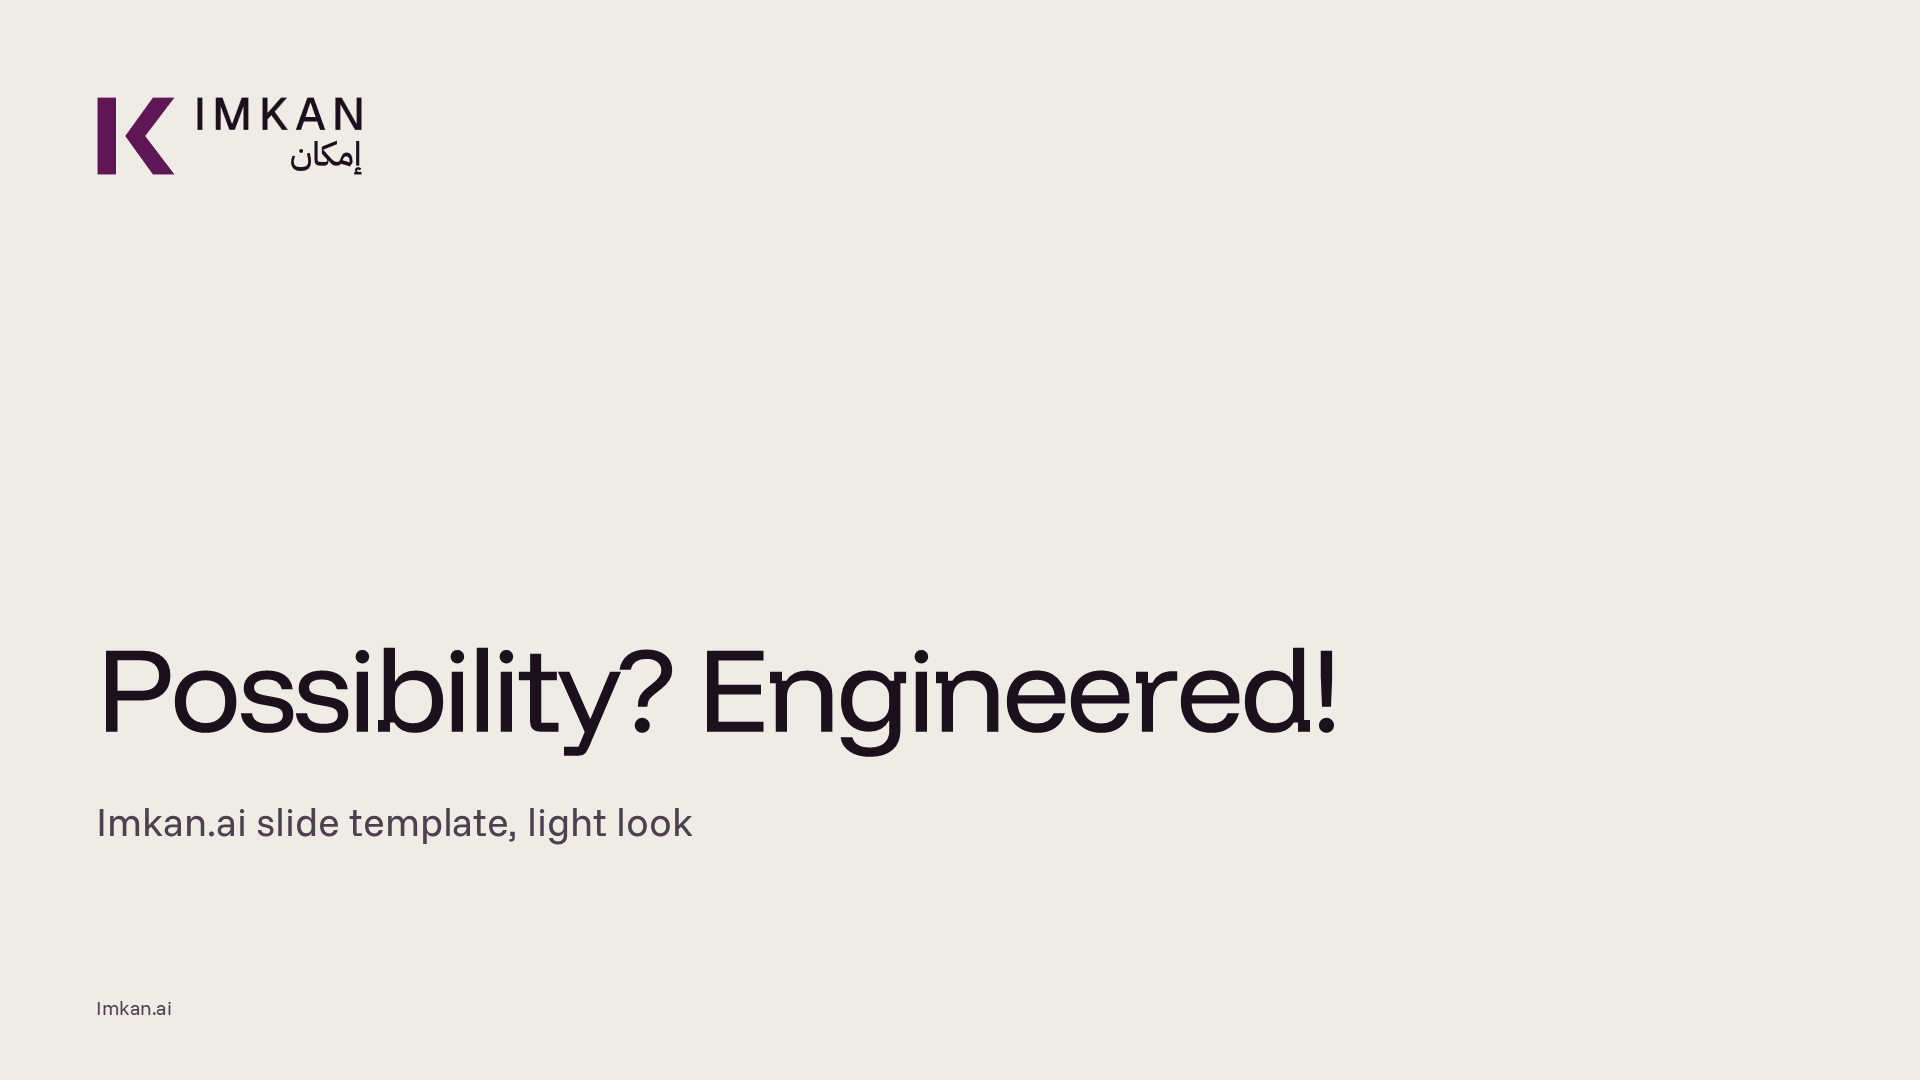 IMKAN
إمكان
Possibility? Engineered!
Imkan.ai slide template, light look
Imkan.ai